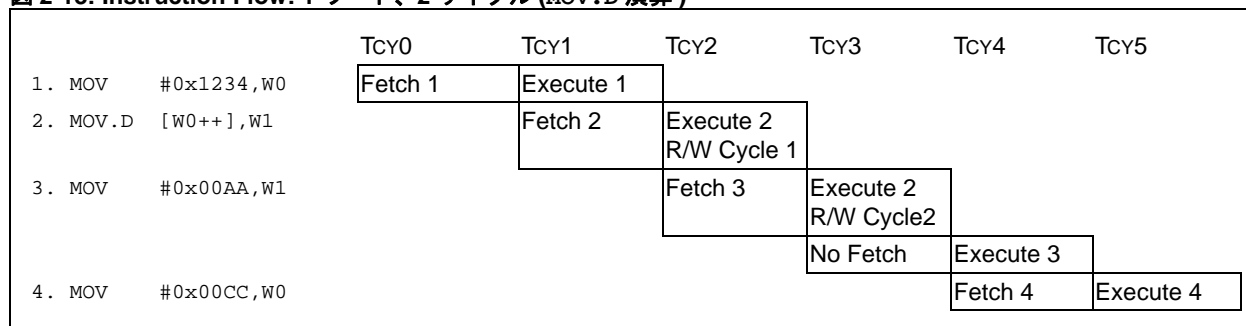 図 2-13: Instruction Flow: 1 ワード、2 サイクル (MOV.D 演算 )
TCY0 TCY1 TCY2 TCY3 TCY4 TCY5
1. MOV #0x1234,W0 Fetch 1 Execute 1
2. MOV.D [W0++],W1 Fetch 2 Execute 2
R/W Cycle 1
3. MOV #0x00AA,W1 Fetch 3 Execute 2
R/W Cycle2
No Fetch Execute 3
4. MOV #0x00CC,W0 Fetch 4 Execute 4